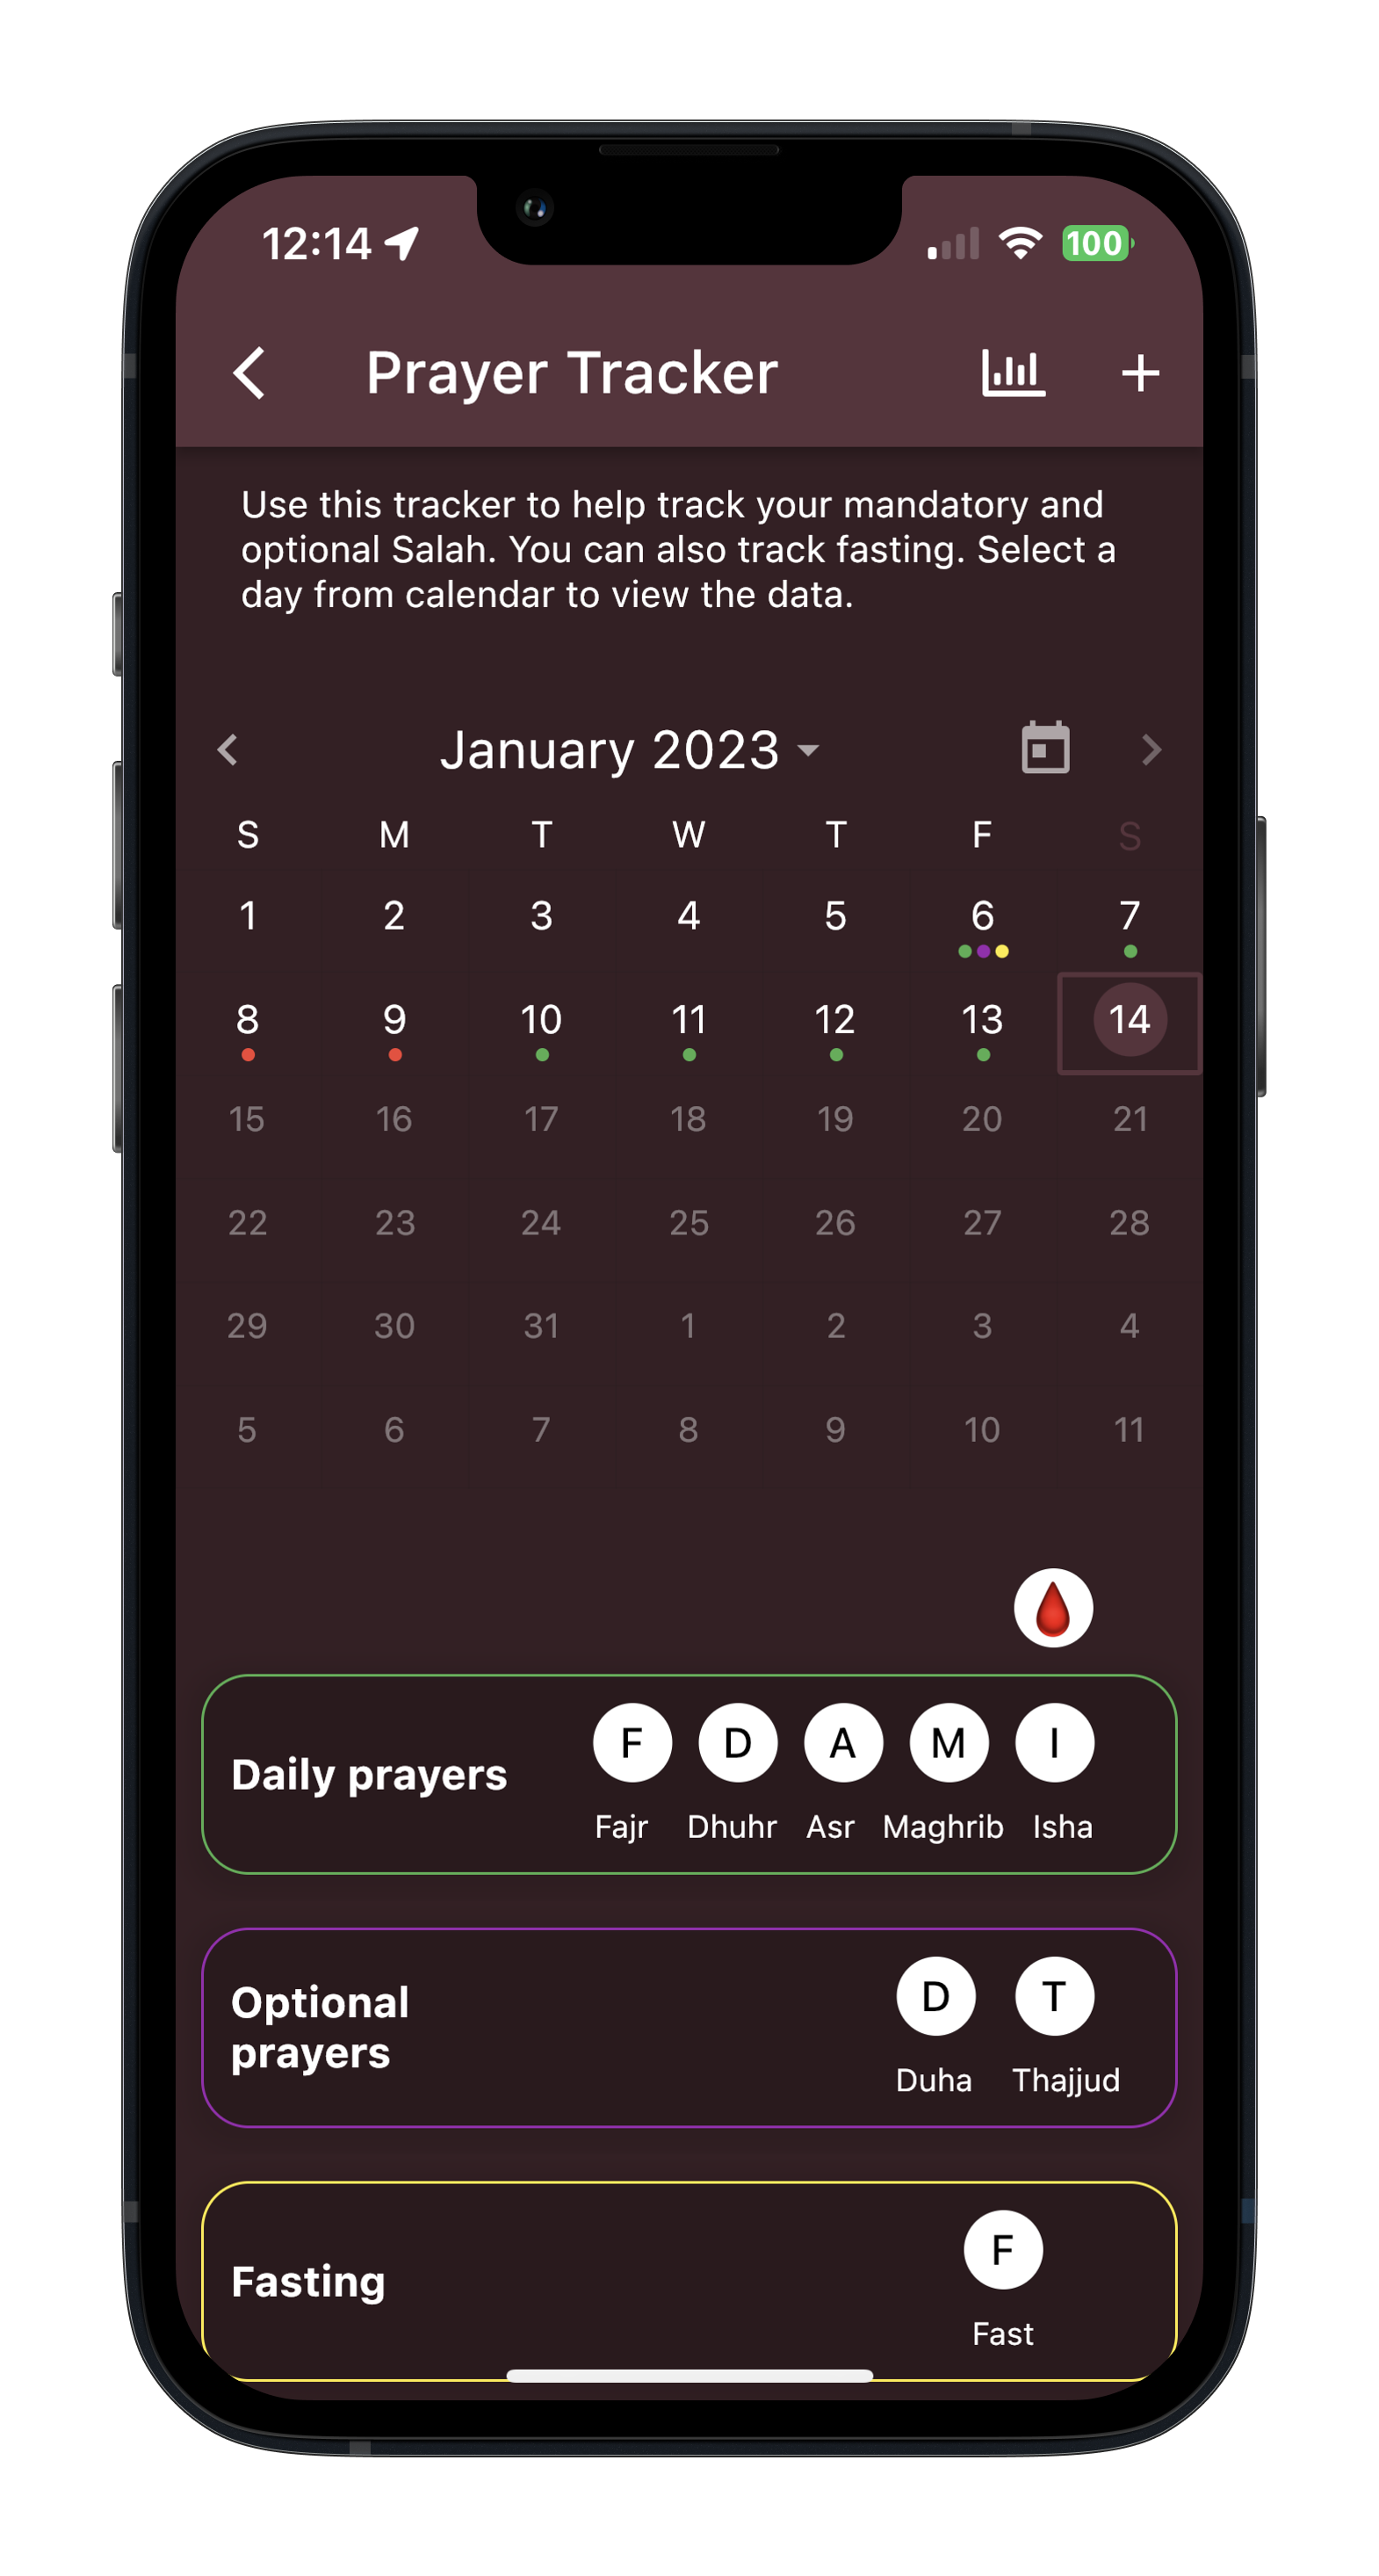 12:14 100
Prayer Tracker +
Use this tracker to help track your mandatory and
optional Salah. You can also track fasting. Select a
day from calendar to view the data.
January 2023
S M T W T F S
1 2 3 4 5 6 7
8 9 10 11 12 13 14
15 16 17 18 19 20 21
22 23 24 25 26 27 28
29 30 31 1 2 3 4
5 6 7 8 9 10 11
Daily prayers
F D A M I
Fajr Dhuhr Asr Maghrib Isha
Optional
prayers
D T
Duha Thajjud
Fasting
F
Fast